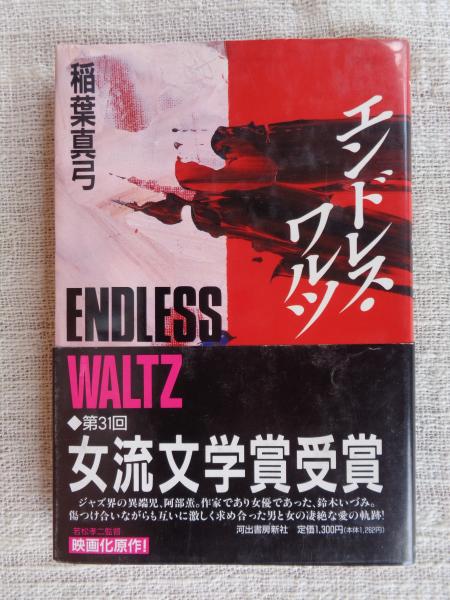 稲葉真弓
エンドレス・
ワルツ
ENDLESS
WALTZ
◆第31回
女流文学賞受賞
ジャズ界の異端児、阿部薫。作家であり女優であった、鈴木いづみ。
傷つけ合いながらも互いに激しく求め合った男と女の凄絶な愛の軌跡!
若松孝二監督
映画化原作!
河出書房新社 定価1,300円(本体1,262円)